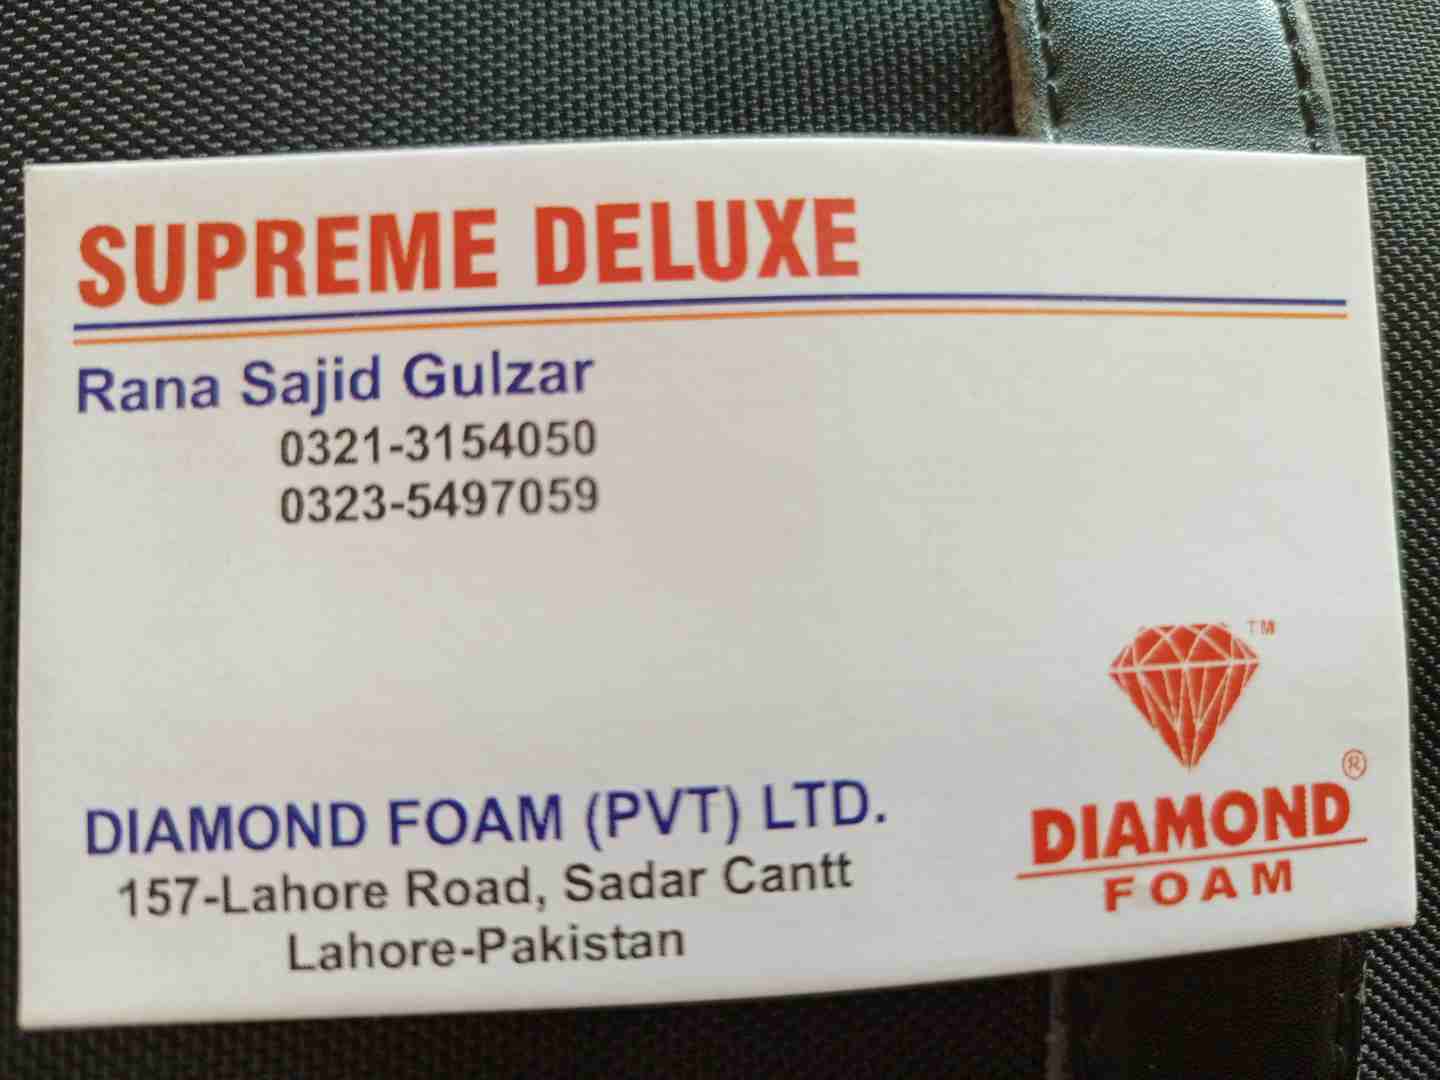 SUPREME DELUXE
Rana Sajid Gulzar
0321-3154050
0323-5497059
DIAMOND FOAM (PVT) LTD.
157-Lahore Road, Sadar Cantt
Lahore-Pakistan
TM
DIAMOND®
FOAM